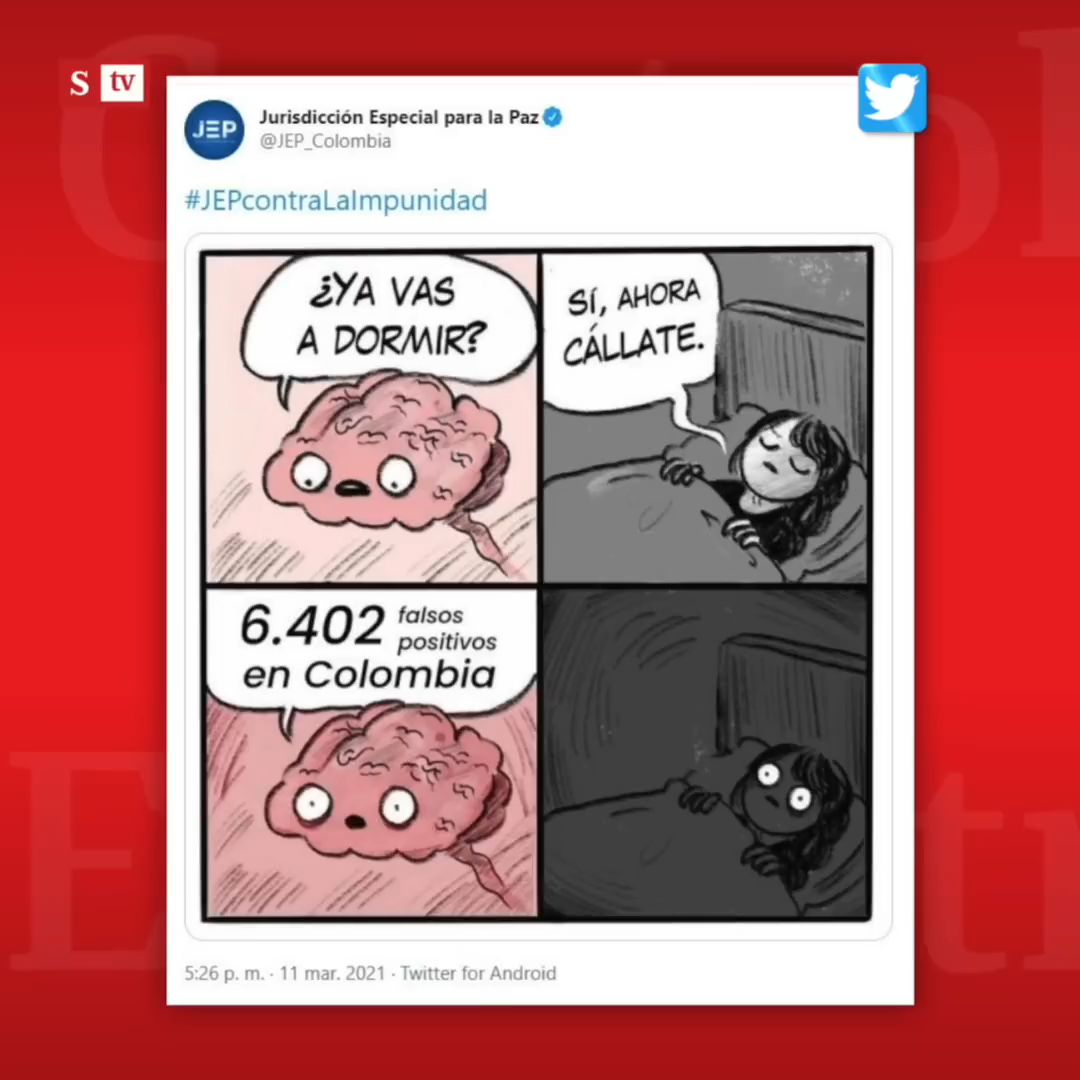 S tv
JEP
Jurisdicción Especial para la Paz
@JEP_Colombia
#JEPcontraLaImpunidad
¿YA VAS
A DORMIR?
SÍ, AHORA
CÁLLATE.
6.402 falsos
positivos
en Colombia
5:26 p. m. · 11 mar. 2021 · Twitter for Android